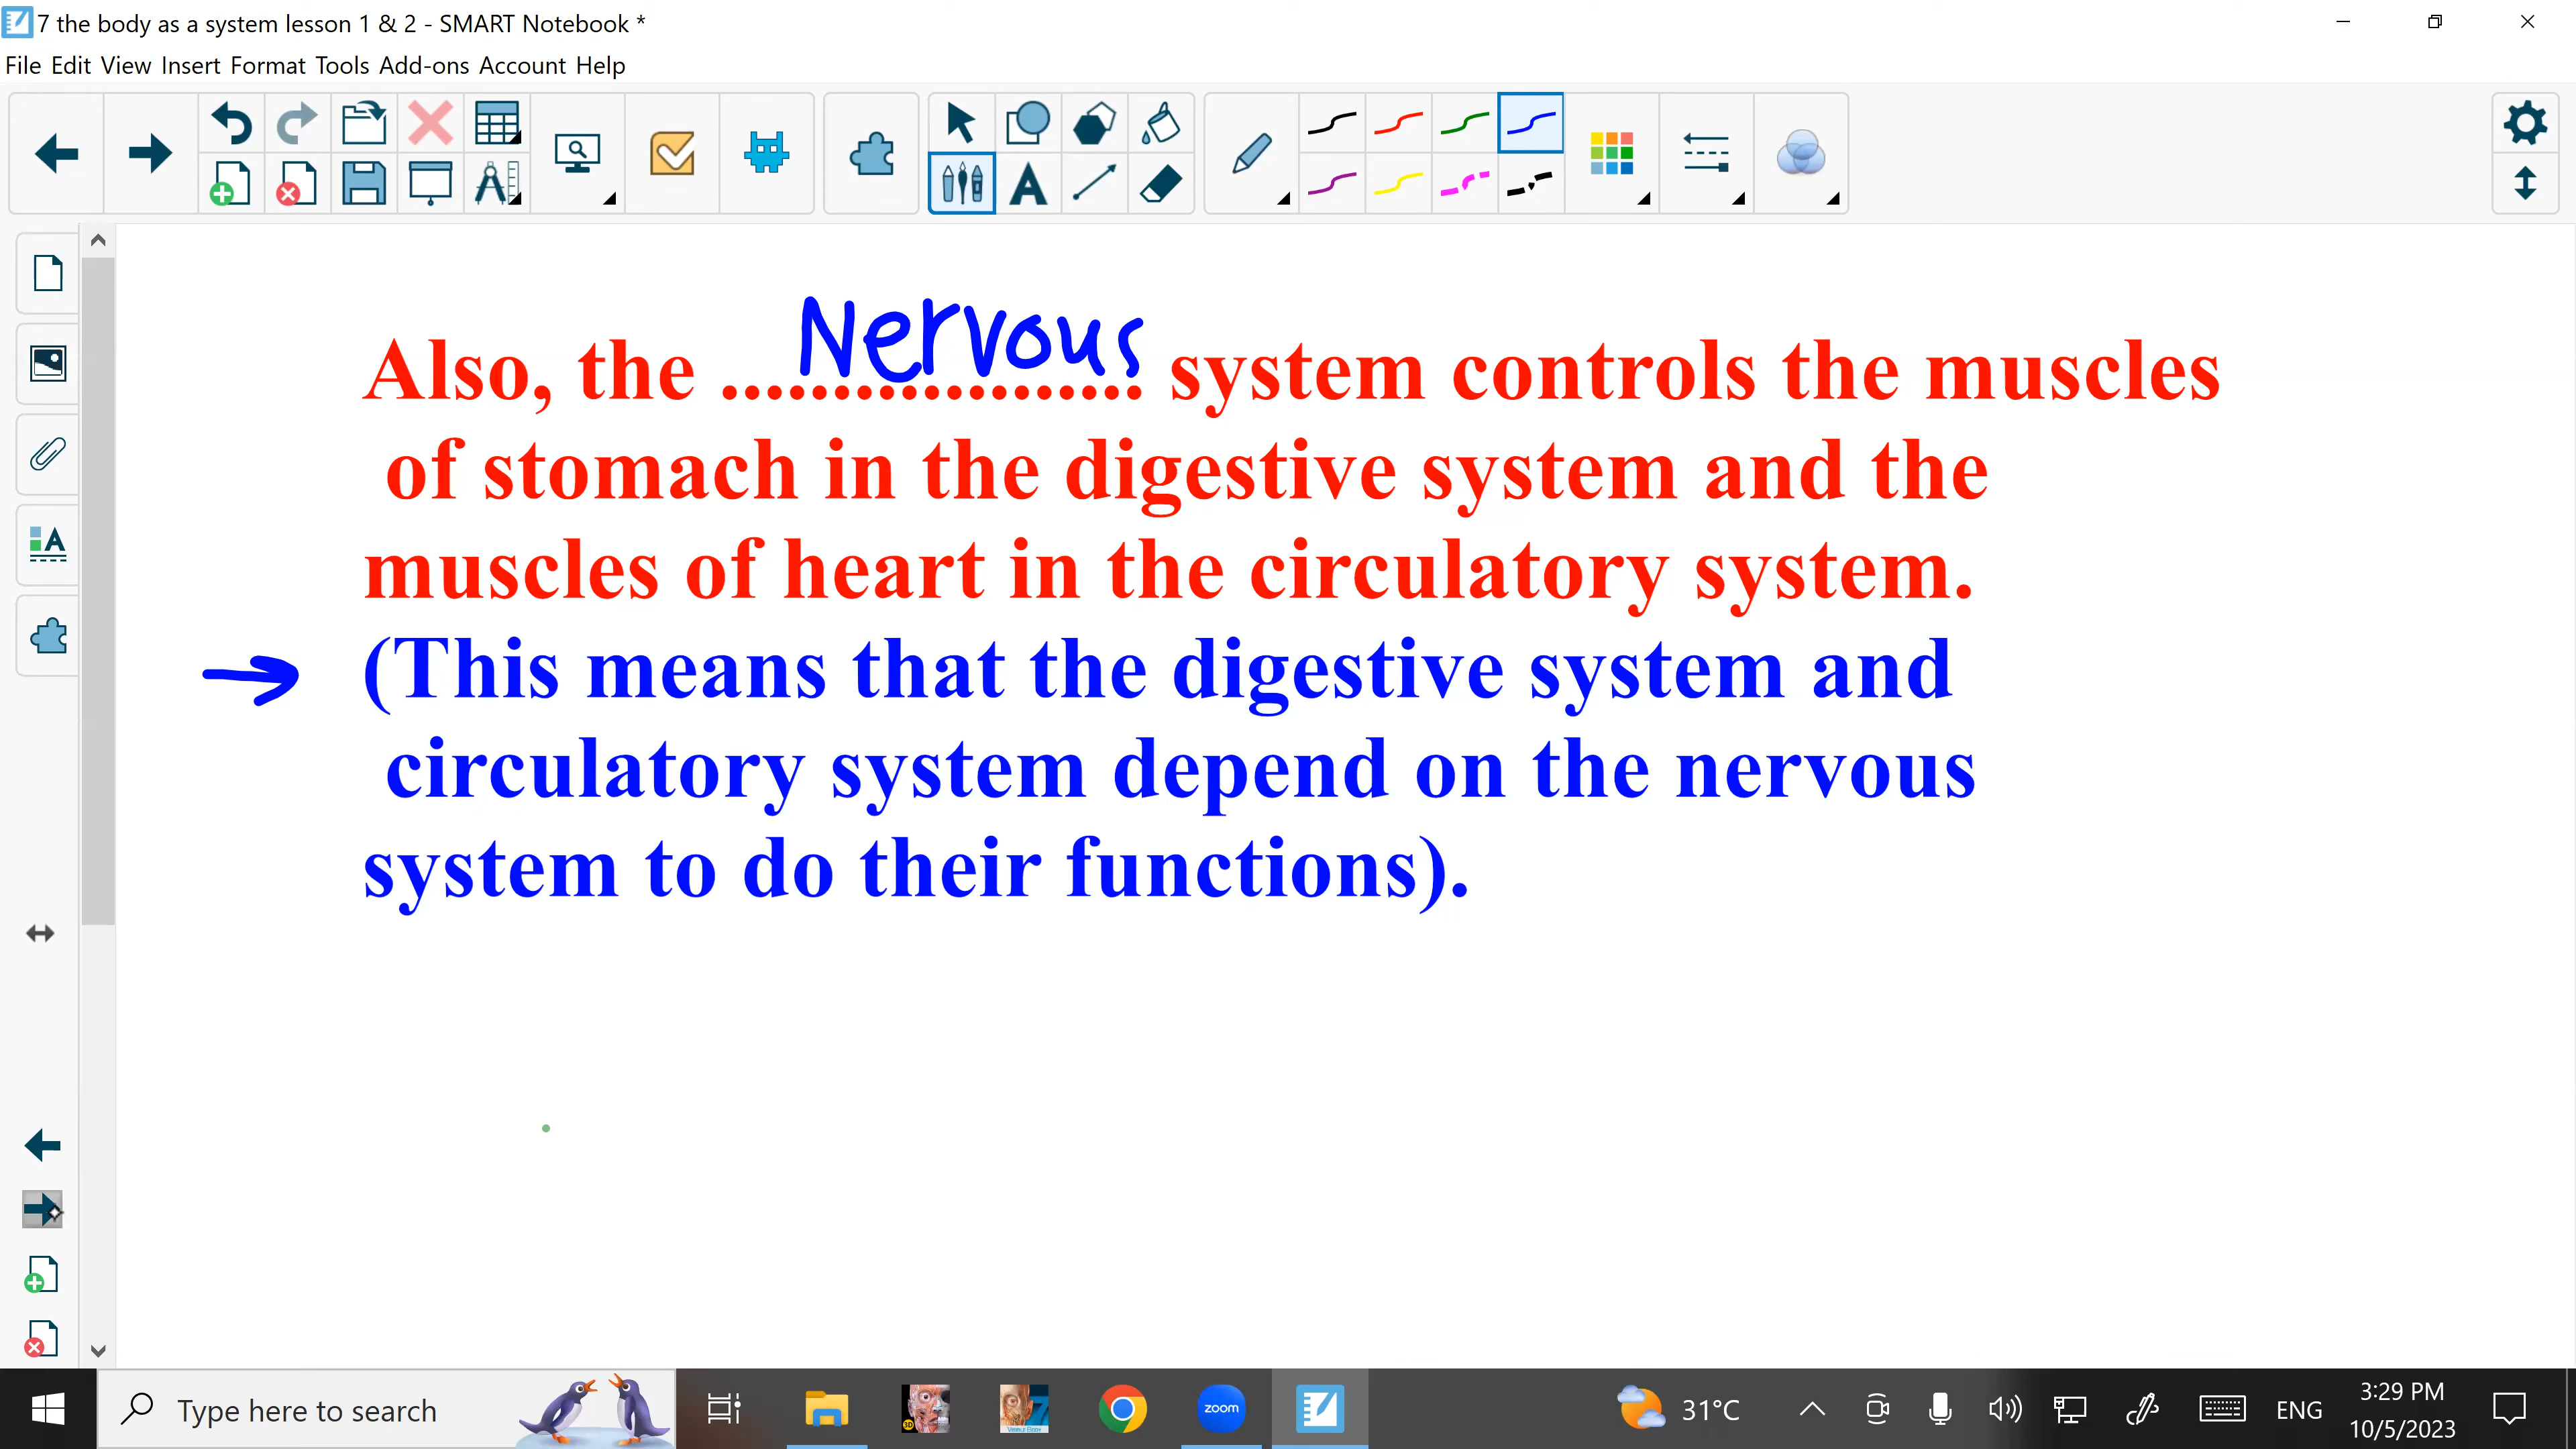 7 the body as a system lesson 1 & 2 - SMART Notebook *
File Edit View Insert Format Tools Add-ons Account Help
Also, the Nervous .................. system controls the muscles
of stomach in the digestive system and the
muscles of heart in the circulatory system.
(This means that the digestive system and
circulatory system depend on the nervous
system to do their functions).
Type here to search
zoom
31°C
ENG
3:29 PM
10/5/2023